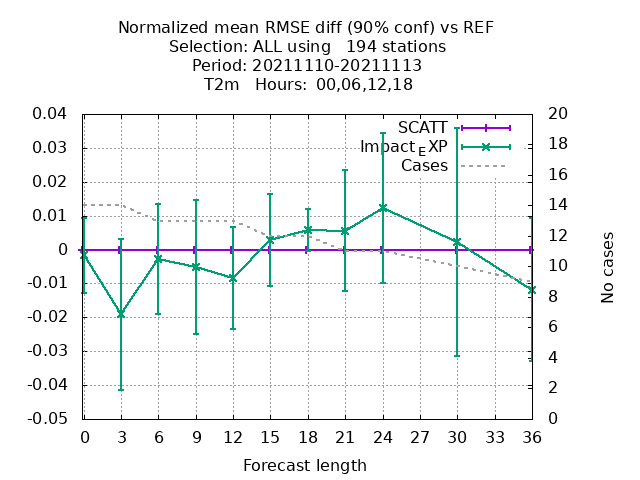 Normalized mean RMSE diff (90% conf) vs REF
Selection: ALL using   194 stations
Period: 20211110-20211113
T2m   Hours:  00,06,12,18
0.04
0.03
0.02
0.01
0
-0.01
-0.02
-0.03
-0.04
-0.05
SCATT
Impact_EXP
Cases
20
18
16
14
12
10
8
6
4
2
0
No cases
0 3 6 9 12 15 18 21 24 27 30 33 36
Forecast length